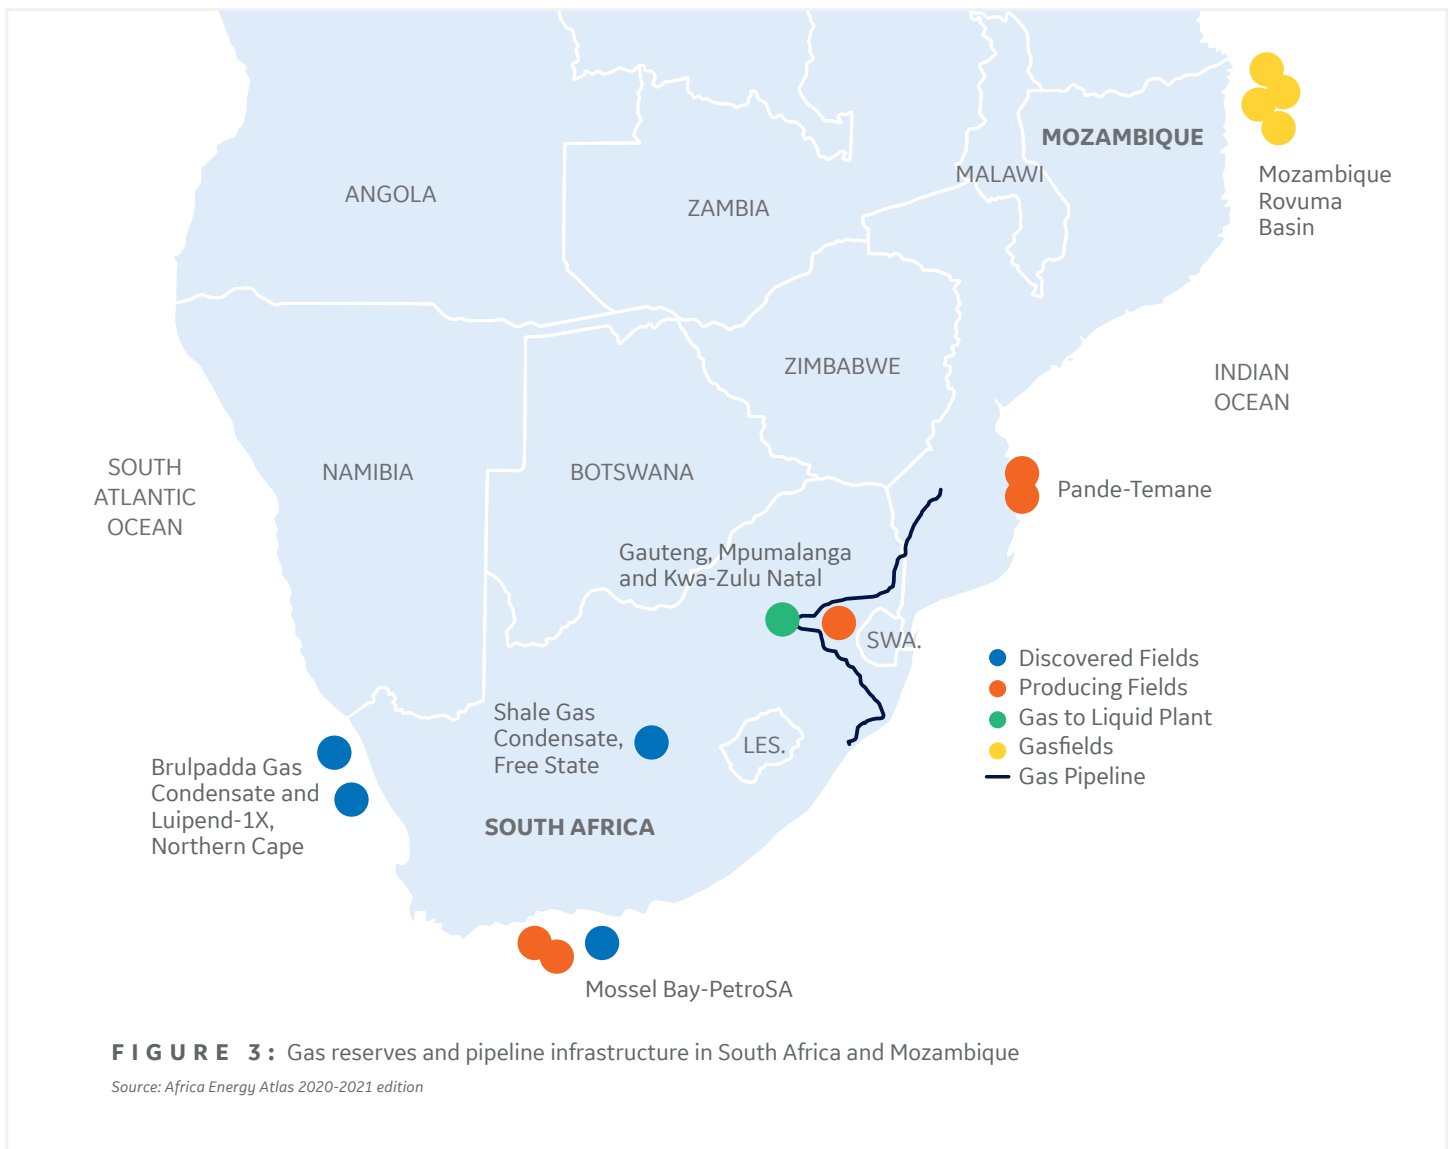 MOZAMBIQUE
MALAWI
Mozambique
Rovuma
Basin
ANGOLA
ZAMBIA
ZIMBABWE
INDIAN
OCEAN
SOUTH
ATLANTIC
OCEAN
NAMIBIA
BOTSWANA
Pande-Temane
Gauteng, Mpumalanga
and Kwa-Zulu Natal
SWA.
Discovered Fields
Producing Fields
Gas to Liquid Plant
Gasfields
Gas Pipeline
Shale Gas
Condensate,
Free State
LES.
Brulpadda Gas
Condensate and
Luipend-1X,
Northern Cape
SOUTH AFRICA
Mossel Bay-PetroSA
FIGURE 3: Gas reserves and pipeline infrastructure in South Africa and Mozambique
Source: Africa Energy Atlas 2020-2021 edition